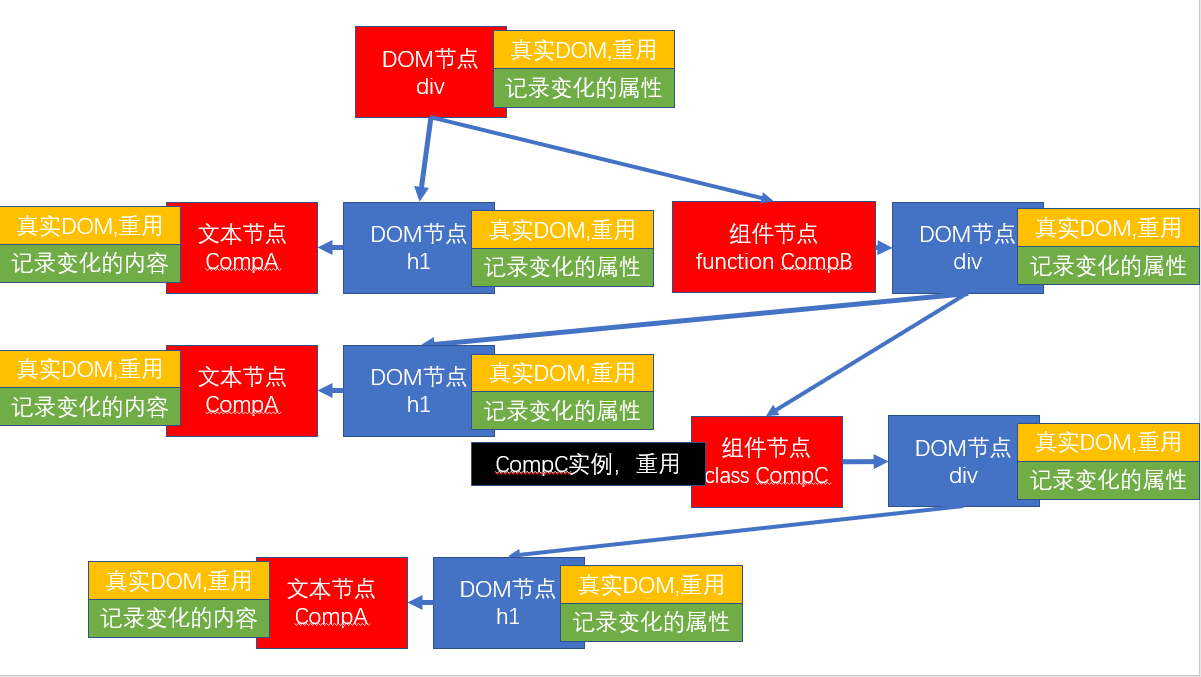 DOM节点
div
真实DOM,重用
记录变化的属性
真实DOM,重用
记录变化的内容
文本节点
CompA
DOM节点
h1
真实DOM,重用
记录变化的属性
组件节点
function CompB
DOM节点
div
真实DOM,重用
记录变化的属性
真实DOM,重用
记录变化的内容
文本节点
CompA
DOM节点
h1
真实DOM,重用
记录变化的属性
CompC实例，重用
组件节点
class CompC
DOM节点
div
真实DOM,重用
记录变化的属性
真实DOM,重用
记录变化的内容
文本节点
CompA
DOM节点
h1
真实DOM,重用
记录变化的属性